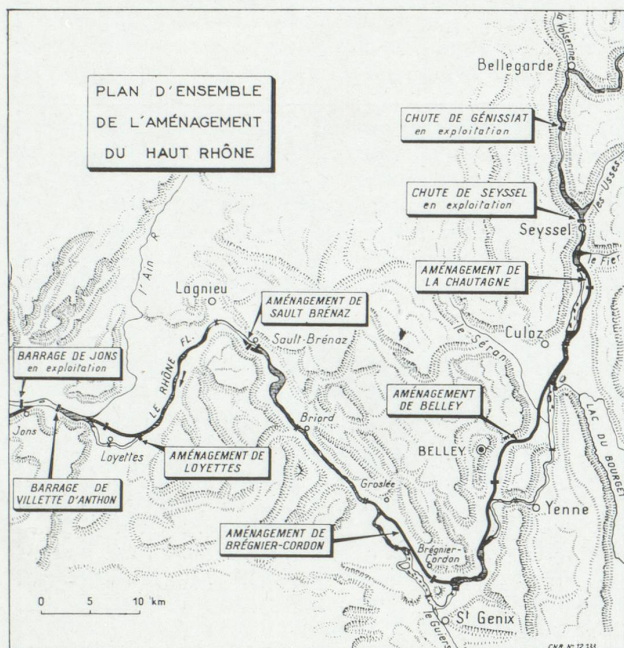 PLAN D'ENSEMBLE
DE L'AMÉNAGEMENT
DU HAUT RHÔNE
la Valserine
Bellegarde
CHUTE DE GÉNISSIAT
en exploitation
les Usses
CHUTE DE SEYSSEL
en exploitation
Seyssel
le Fier
AMÉNAGEMENT DE
LA CHAUTAGNE
l'Ain R
Lagnieu
AMÉNAGEMENT DE
SAULT BRÉNAZ
Sault-Brénaz
le Séran
Culoz
BARRAGE DE JONS
en exploitation
LE RHÔNE FL.
AMÉNAGEMENT
DE BELLEY
LAC DU BOURGET
Jons
Loyettes
Briord
BELLEY
AMÉNAGEMENT DE
LOYETTES
BARRAGE DE
VILLETTE D'ANTHON
Groslée
Yenne
AMÉNAGEMENT DE
BRÉGNIER-CORDON
Brégnier-
Cordon
0 5 10 km
le Guiers
St Genix
C.N.R. N°